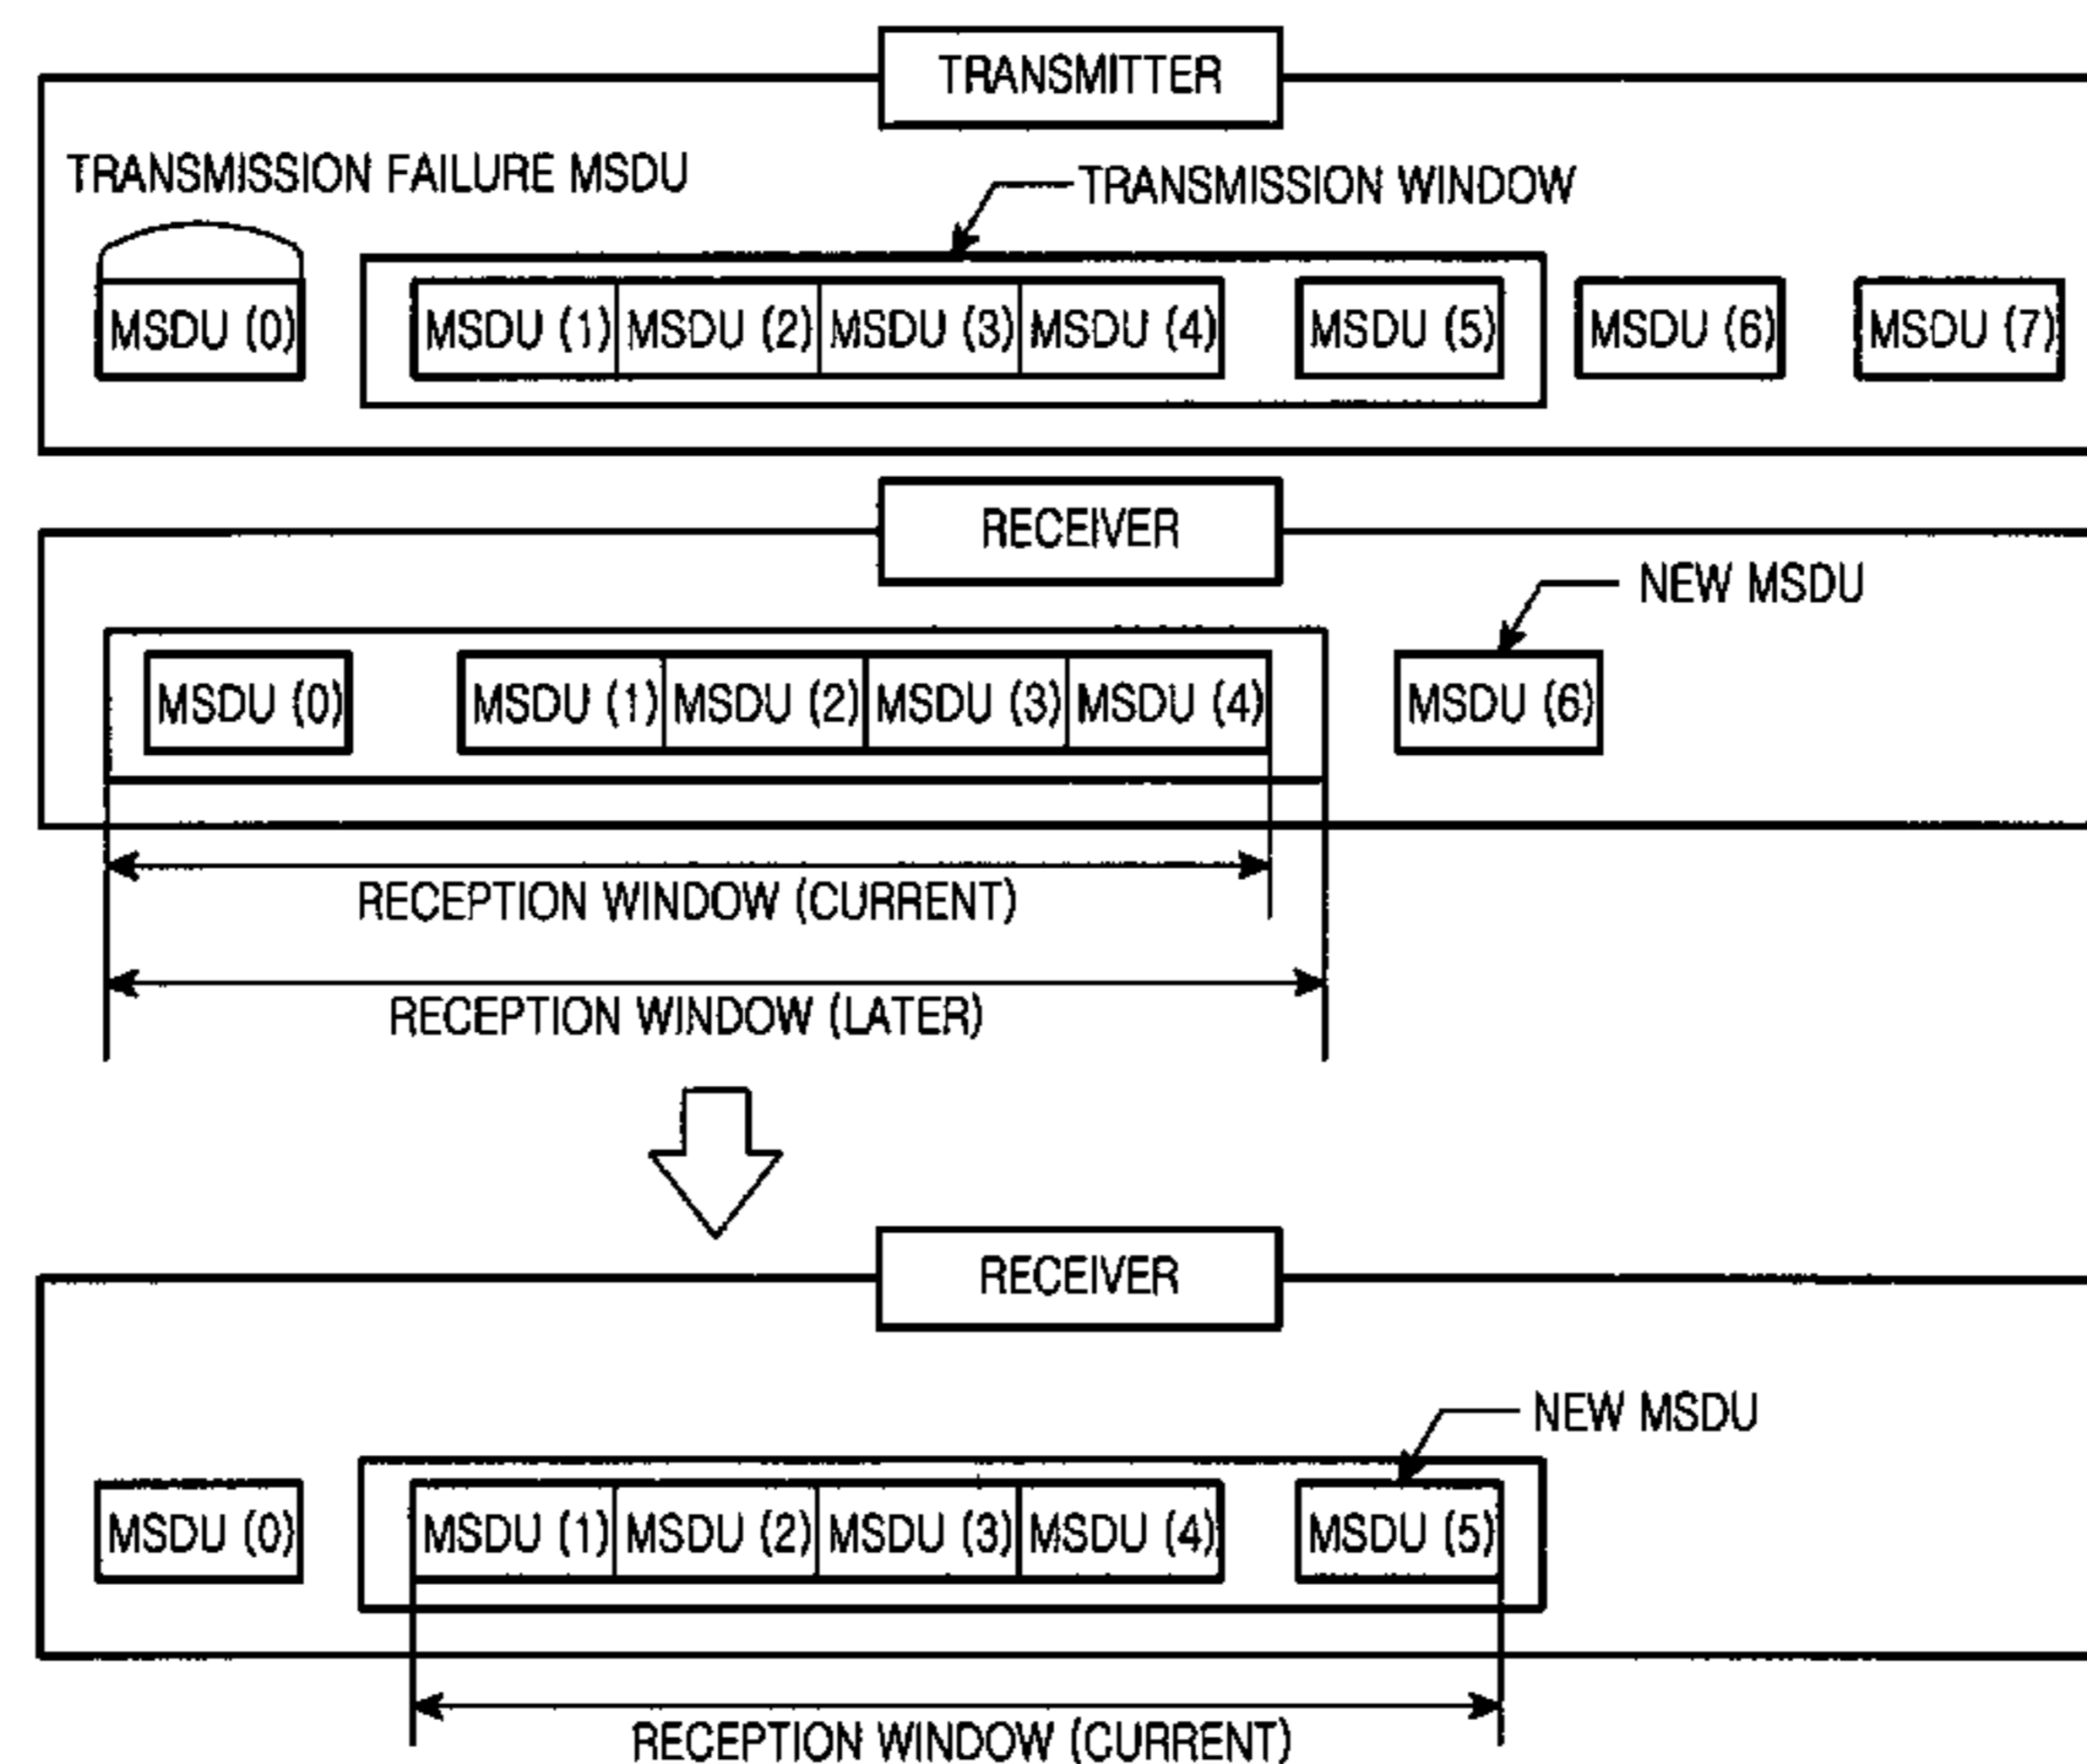 TRANSMITTER
TRANSMISSION FAILURE MSDU
TRANSMISSION WINDOW
MSDU (0) MSDU (1) MSDU (2) MSDU (3) MSDU (4) MSDU (5) MSDU (6) MSDU (7)
RECEIVER
NEW MSDU
MSDU (0) MSDU (1) MSDU (2) MSDU (3) MSDU (4) MSDU (6)
RECEPTION WINDOW (CURRENT)
RECEPTION WINDOW (LATER)
RECEIVER
NEW MSDU
MSDU (0) MSDU (1) MSDU (2) MSDU (3) MSDU (4) MSDU (5)
RECEPTION WINDOW (CURRENT)